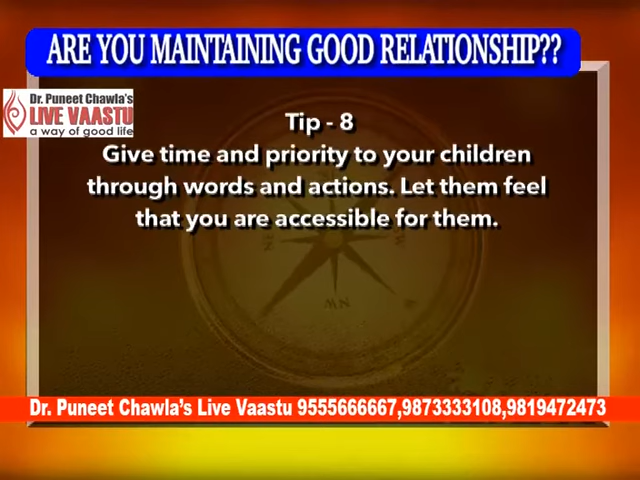 ARE YOU MAINTAINING GOOD RELATIONSHIP??
Dr. Puneet Chawla's
LIVE VAASTU
a way of good life
Tip - 8
Give time and priority to your children
through words and actions. Let them feel
that you are accessible for them.
Dr. Puneet Chawla's Live Vaastu 9555666667,9873333108,9819472473